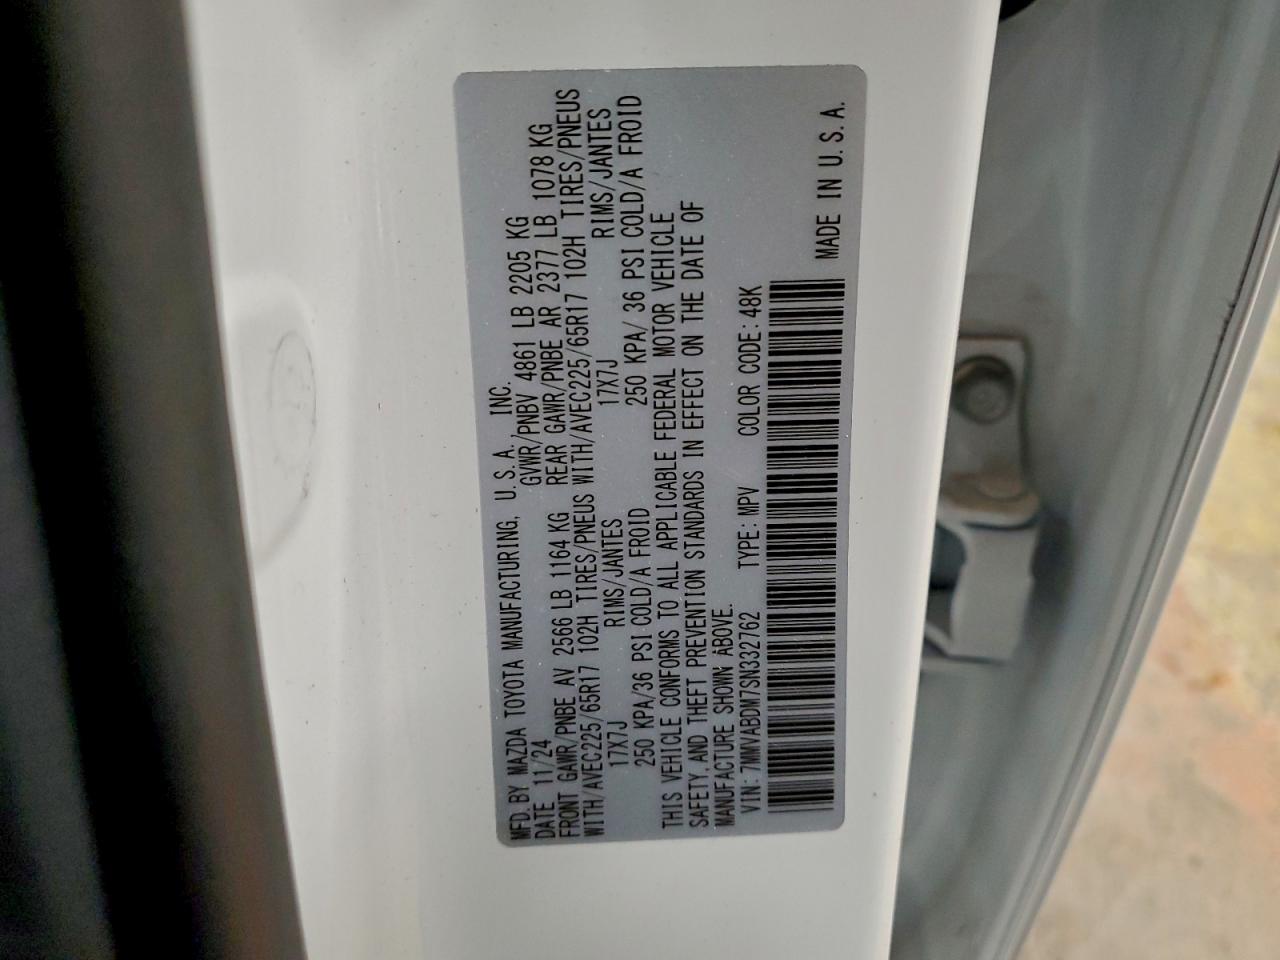 MFD. BY MAZDA TOYOTA MANUFACTURING, U.S.A. INC.
DATE 11/24 GVWR/PNBV 4861 LB 2205 KG
FRONT GAWR/PNBE AV 2566 LB 1164 KG REAR GAWR/PNBE AR 2377 LB 1078 KG
WITH/AVEC225/65R17 102H TIRES/PNEUS WITH/AVEC225/65R17 102H TIRES/PNEUS
17X7J RIMS/JANTES 17X7J RIMS/JANTES
250 KPA/36 PSI COLD/A FROID 250 KPA/ 36 PSI COLD/A FROID
THIS VEHICLE CONFORMS TO ALL APPLICABLE FEDERAL MOTOR VEHICLE
SAFETY, AND THEFT PREVENTION STANDARDS IN EFFECT ON THE DATE OF
MANUFACTURE SHOWN ABOVE.
VIN: 7MMVABDM7SN332762 TYPE: MPV COLOR CODE: 48K
MADE IN U.S.A.